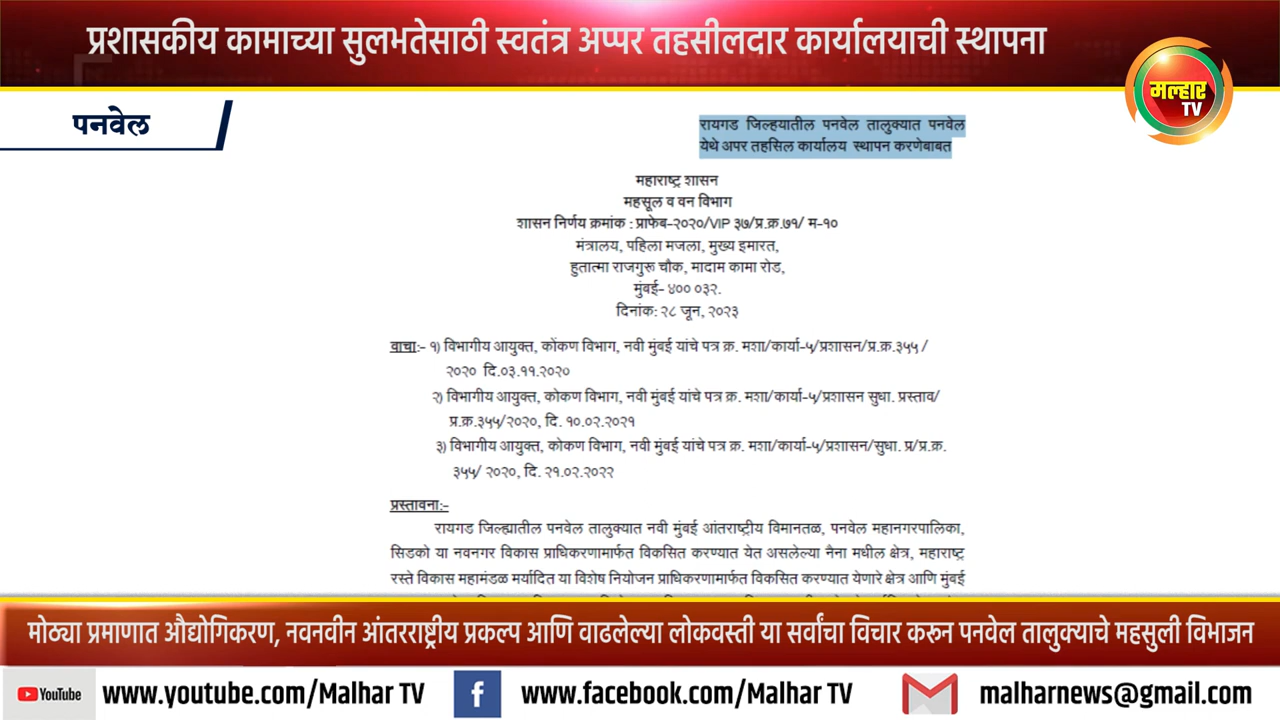 प्रशासकीय कामाच्या सुलभतेसाठी स्वतंत्र अप्पर तहसीलदार कार्यालयाची स्थापना
मल्हार
TV
पनवेल
रायगड जिल्हयातील पनवेल तालुक्यात पनवेल
येथे अपर तहसिल कार्यालय स्थापन करणेबाबत
महाराष्ट्र शासन
महसूल व वन विभाग
शासन निर्णय क्रमांक : प्राफेब-२०२०/VIP ३७/प्र.क्र.७१/ म-१०
मंत्रालय, पहिला मजला, मुख्य इमारत,
हुतात्मा राजगुरू चौक, मादाम कामा रोड,
मुंबई- ४०० ०३२.
दिनांक: २८ जून, २०२३
वाचा:- १) विभागीय आयुक्त, कोंकण विभाग, नवी मुंबई यांचे पत्र क्र. मशा/कार्या-५/प्रशासन/प्र.क्र.३५५ /
२०२० दि.०३.११.२०२०
२) विभागीय आयुक्त, कोकण विभाग, नवी मुंबई यांचे पत्र क्र. मशा/कार्या-५/प्रशासन सुधा. प्रस्ताव/
प्र.क्र.३५५/२०२०, दि. १०.०२.२०२१
३) विभागीय आयुक्त, कोकण विभाग, नवी मुंबई यांचे पत्र क्र. मशा/कार्या-५/प्रशासन/सुधा. प्र/प्र.क्र.
३५५/ २०२०, दि. २१.०२.२०२२
प्रस्तावना:-
रायगड जिल्ह्यातील पनवेल तालुक्यात नवी मुंबई आंतराष्ट्रीय विमानतळ, पनवेल महानगरपालिका,
सिडको या नवनगर विकास प्राधिकरणामार्फत विकसित करण्यात येत असलेल्या नैना मधील क्षेत्र, महाराष्ट्र
रस्ते विकास महामंडळ मर्यादित या विशेष नियोजन प्राधिकरणामार्फत विकसित करण्यात येणारे क्षेत्र आणि मुंबई
मोठ्या प्रमाणात औद्योगिकरण, नवनवीन आंतरराष्ट्रीय प्रकल्प आणि वाढलेल्या लोकवस्ती या सर्वांचा विचार करून पनवेल तालुक्याचे महसुली विभाजन
YouTube www.youtube.com/Malhar TV f www.facebook.com/Malhar TV malharnews@gmail.com